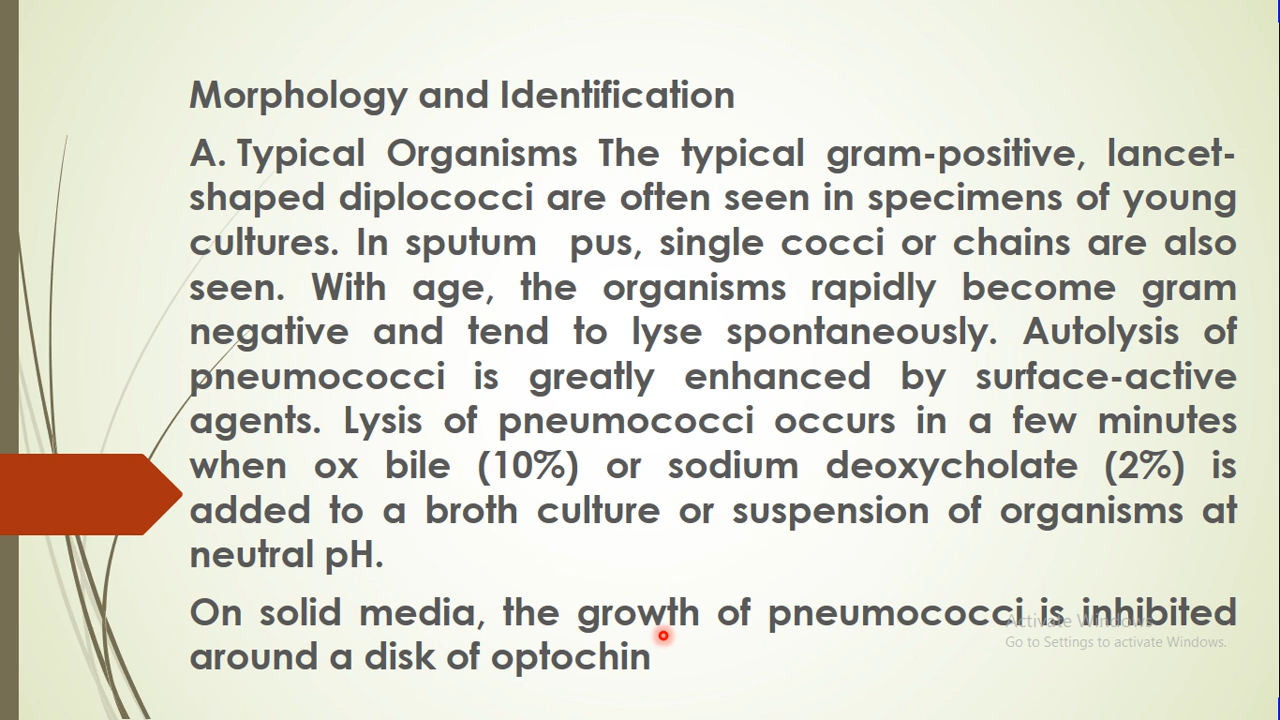 Morphology and Identification
A. Typical Organisms The typical gram-positive, lancet-
shaped diplococci are often seen in specimens of young
cultures. In sputum pus, single cocci or chains are also
seen. With age, the organisms rapidly become gram
negative and tend to lyse spontaneously. Autolysis of
pneumococci is greatly enhanced by surface-active
agents. Lysis of pneumococci occurs in a few minutes
when ox bile (10%) or sodium deoxycholate (2%) is
added to a broth culture or suspension of organisms at
neutral pH.
On solid media, the growth of pneumococci is inhibited
around a disk of optochin
Activate Windows
Go to Settings to activate Windows.